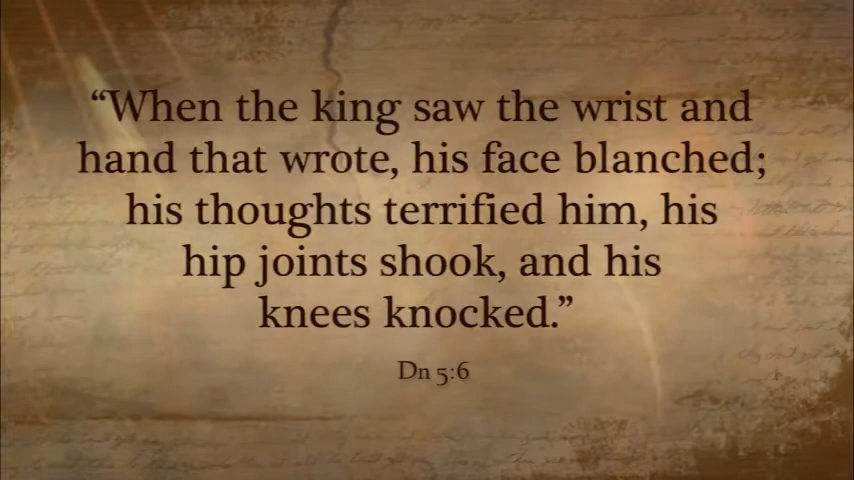 “When the king saw the wrist and
hand that wrote, his face blanched;
his thoughts terrified him, his
hip joints shook, and his
knees knocked.”
Dn 5:6